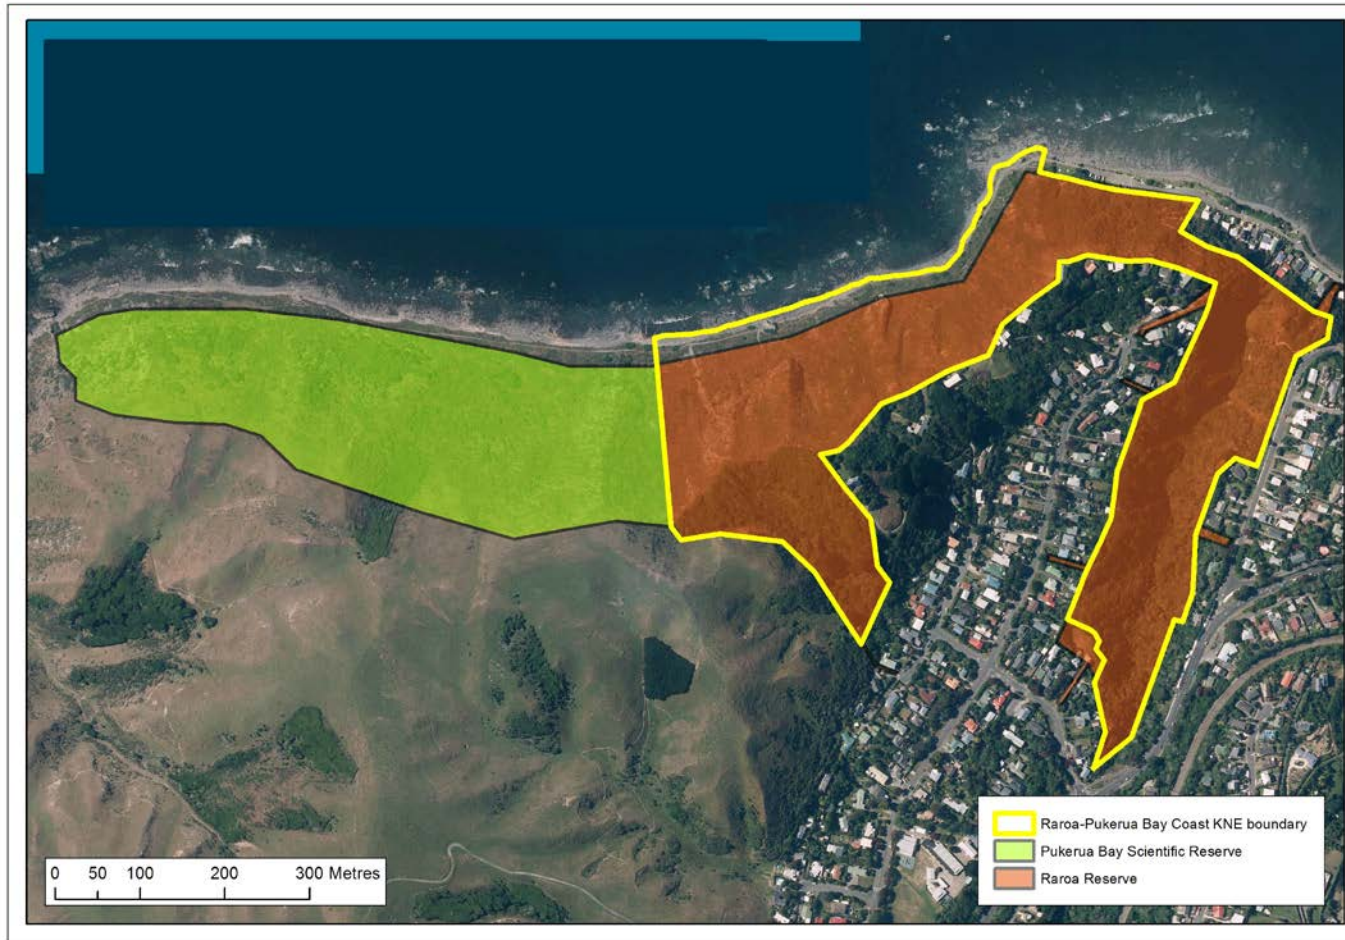 Raroa-Pukerua Bay Coast KNE boundary
Pukerua Bay Scientific Reserve
Raroa Reserve
0 50 100 200 300 Metres